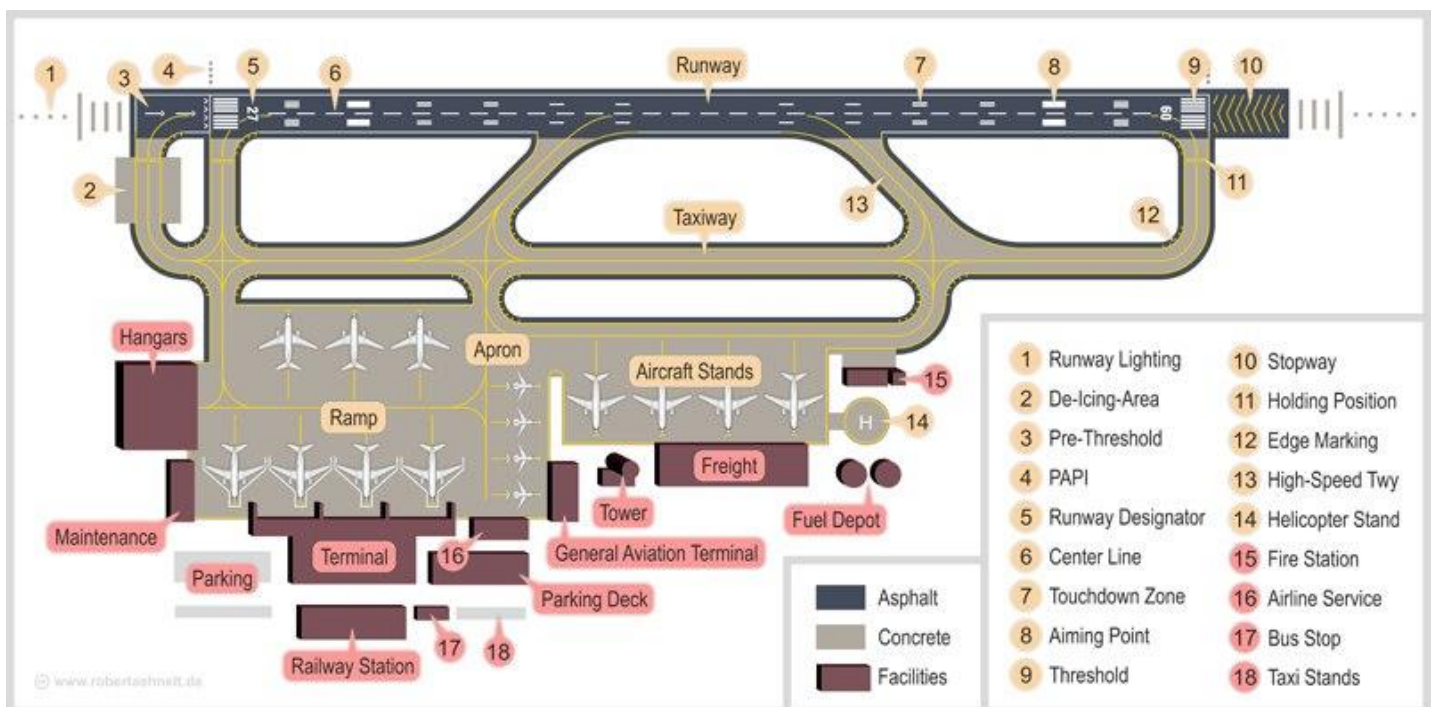 1
3
4
5
6
Runway
7
8
9
10
27
09
2
13
11
12
Taxiway
Hangars
Apron
Aircraft Stands
Ramp
15
14
H
Freight
Maintenance
Tower
Fuel Depot
Terminal
16
General Aviation Terminal
Parking
Parking Deck
Railway Station
17
18
Asphalt
Concrete
Facilities
1 Runway Lighting
2 De-Icing-Area
3 Pre-Threshold
4 PAPI
5 Runway Designator
6 Center Line
7 Touchdown Zone
8 Aiming Point
9 Threshold
10 Stopway
11 Holding Position
12 Edge Marking
13 High-Speed Twy
14 Helicopter Stand
15 Fire Station
16 Airline Service
17 Bus Stop
18 Taxi Stands
www.robertaehnelt.de